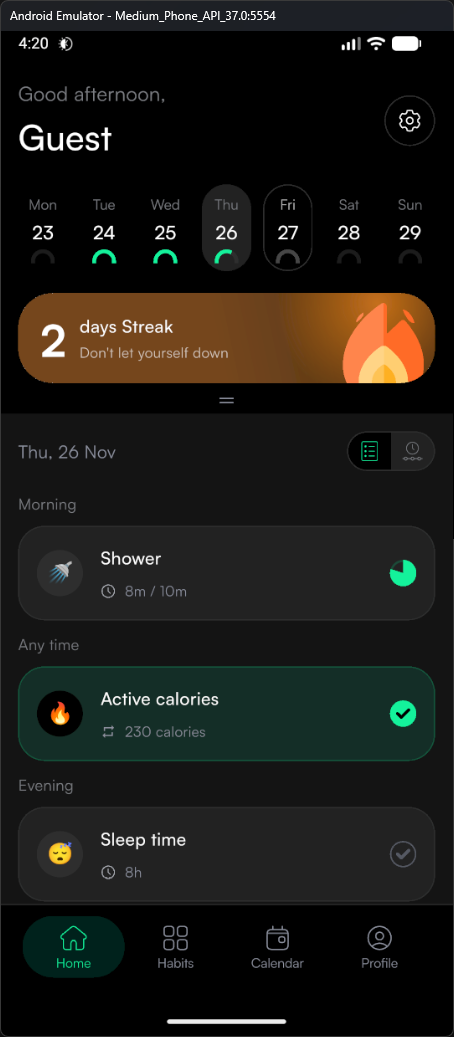 Android Emulator - Medium_Phone_API_37.0:5554
4:20
Good afternoon,
Guest
Mon Tue Wed Thu Fri Sat Sun
23 24 25 26 27 28 29
2 days Streak
Don't let yourself down
Thu, 26 Nov
Morning
Shower
8m / 10m
Any time
Active calories
230 calories
Evening
Sleep time
8h
Home Habits Calendar Profile